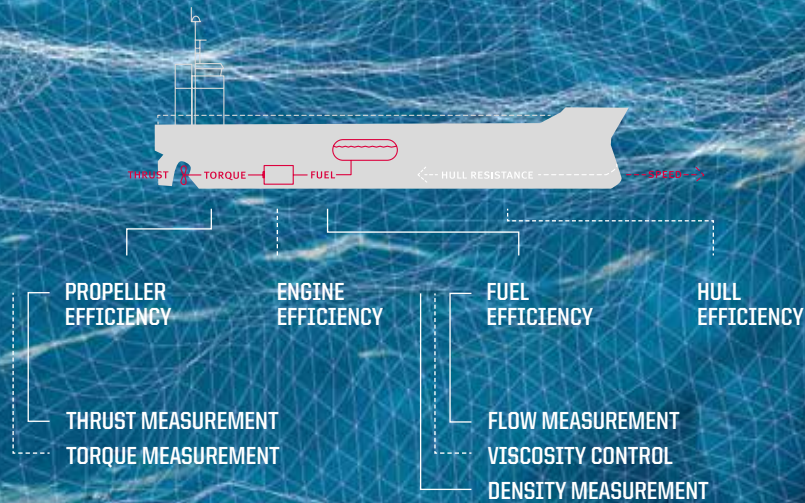 THRUST
TORQUE
FUEL
HULL RESISTANCE
SPEED
PROPELLER
EFFICIENCY
ENGINE
EFFICIENCY
FUEL
EFFICIENCY
HULL
EFFICIENCY
THRUST MEASUREMENT
TORQUE MEASUREMENT
FLOW MEASUREMENT
VISCOSITY CONTROL
DENSITY MEASUREMENT